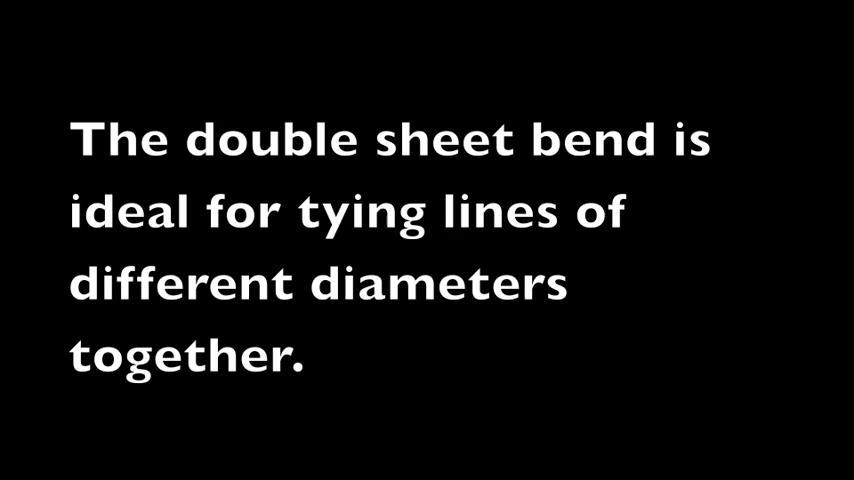 The double sheet bend is
ideal for tying lines of
different diameters
together.